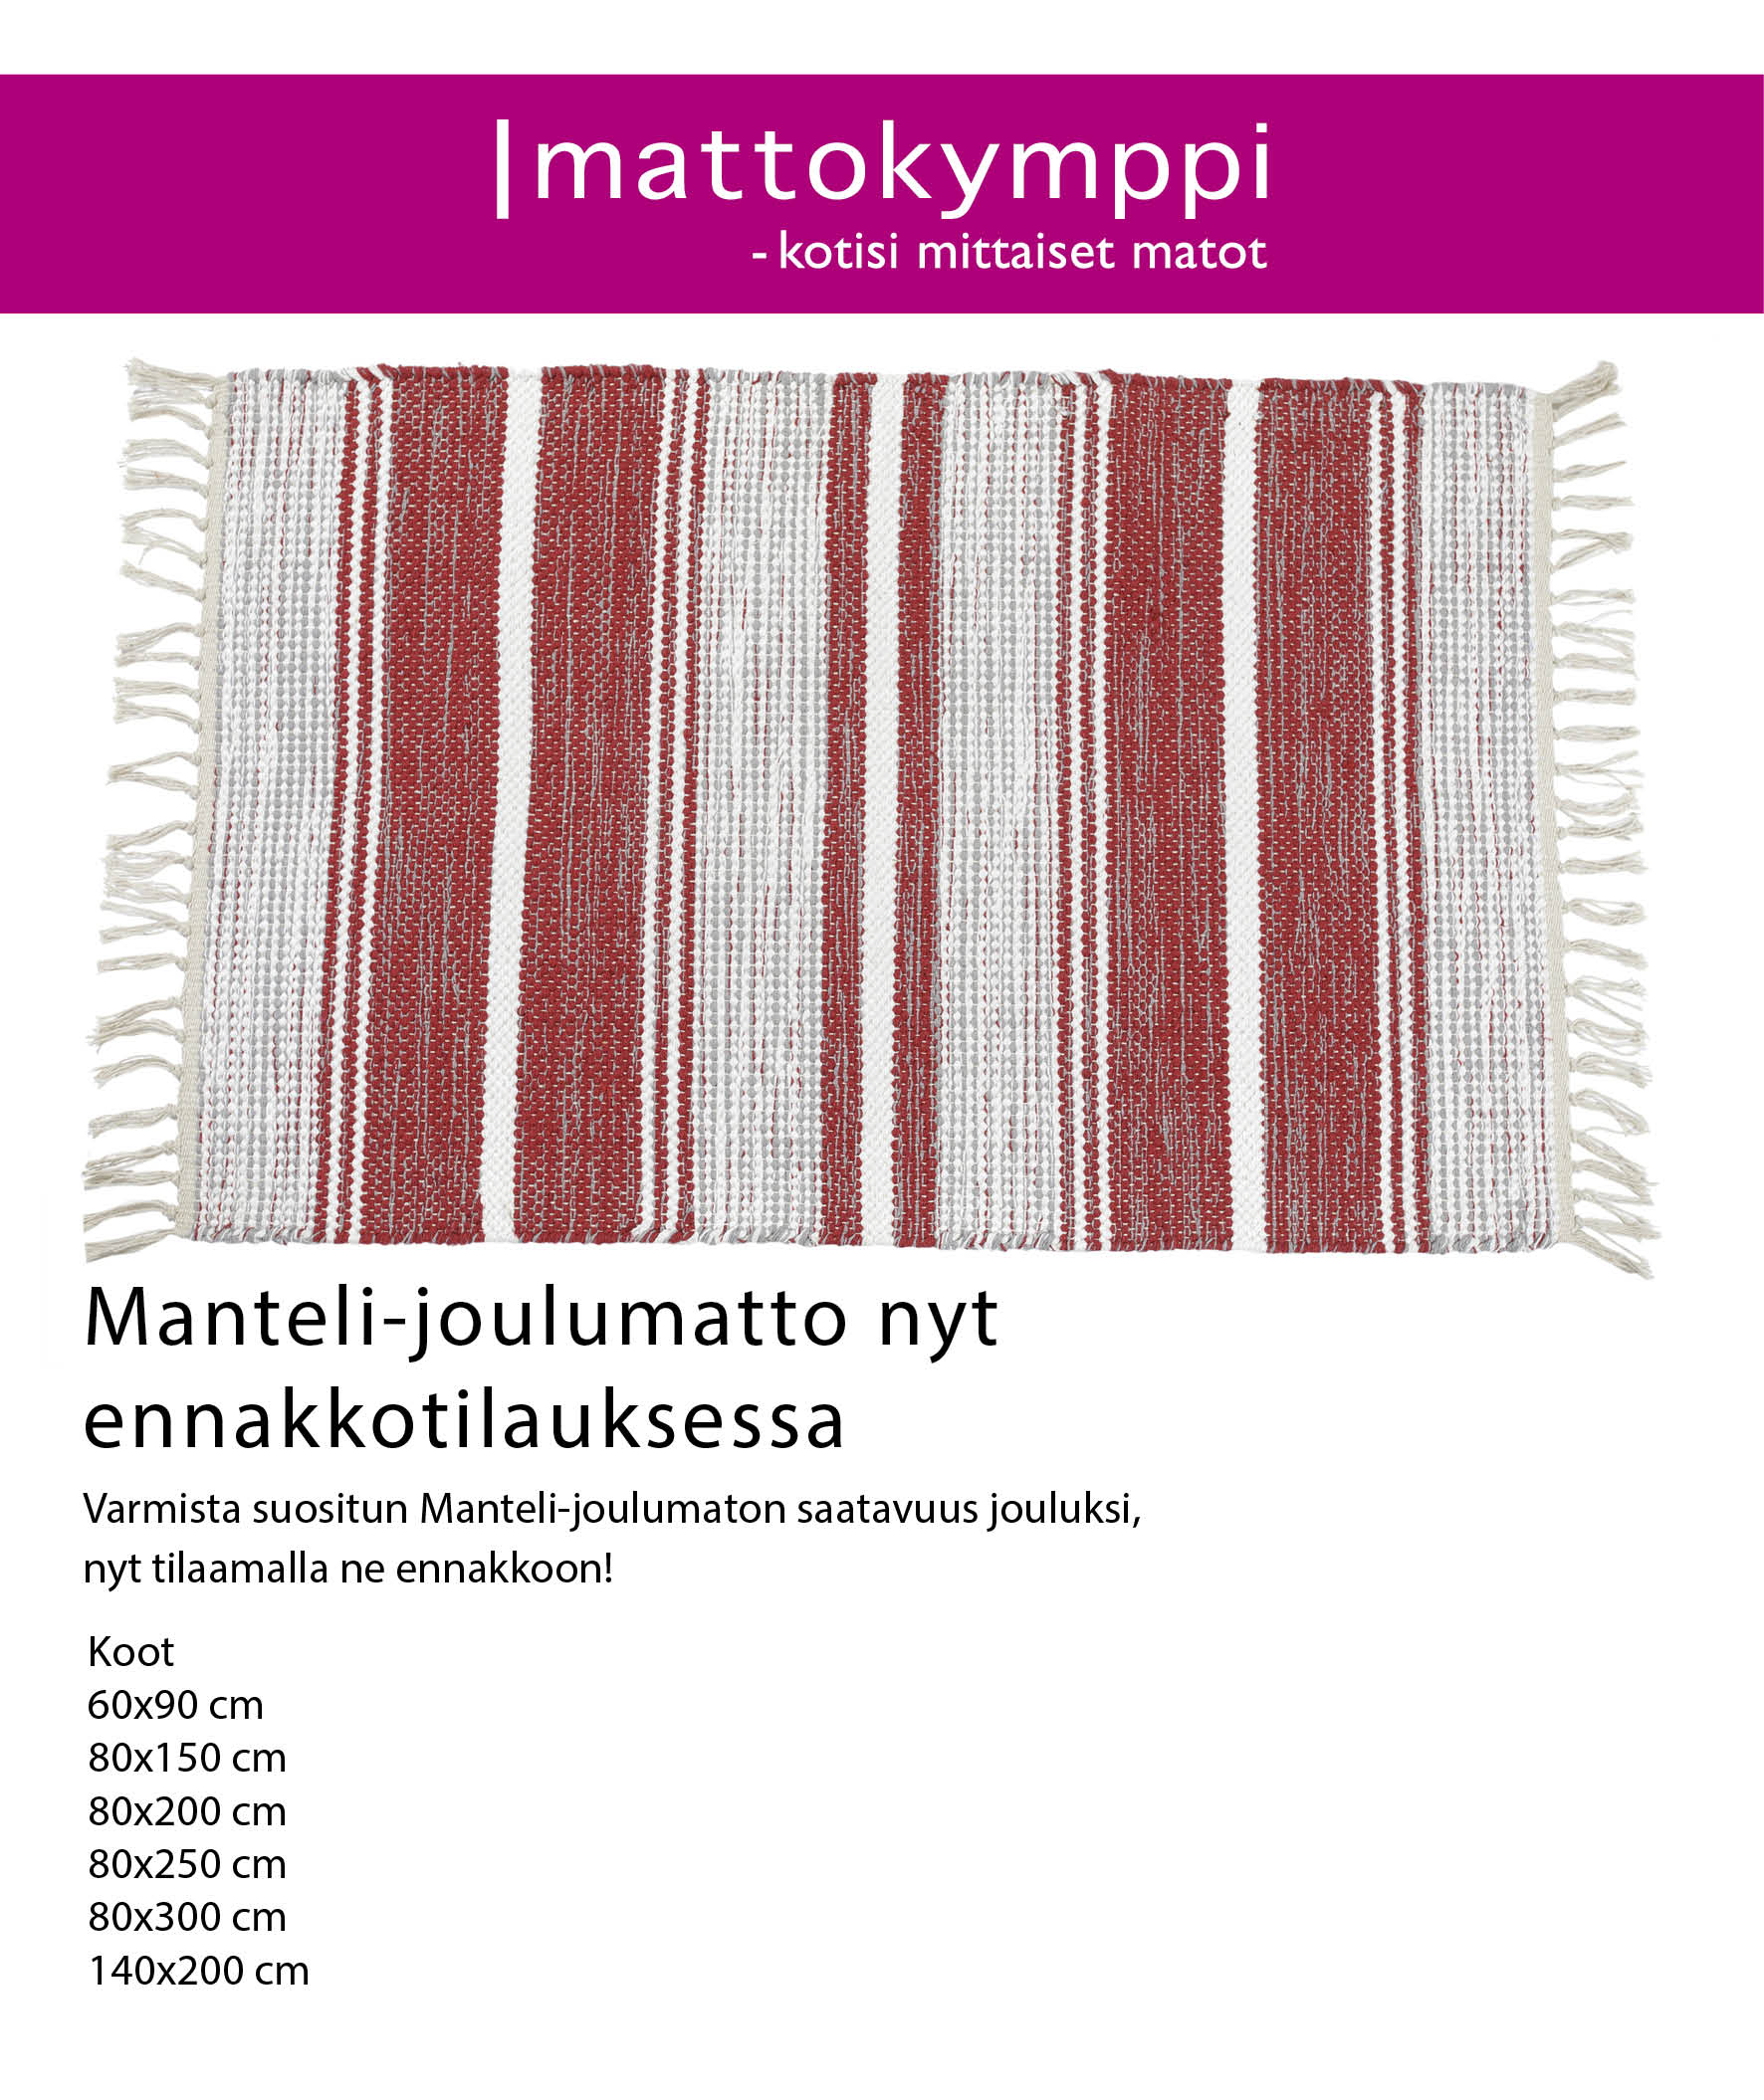 |mattokymppi
- kotisi mittaiset matot
Manteli-joulumatto nyt
ennakkotilauksessa
Varmista suositun Manteli-joulumaton saatavuus jouluksi,
nyt tilaamalla ne ennakkoon!
Koot
60x90 cm
80x150 cm
80x200 cm
80x250 cm
80x300 cm
140x200 cm